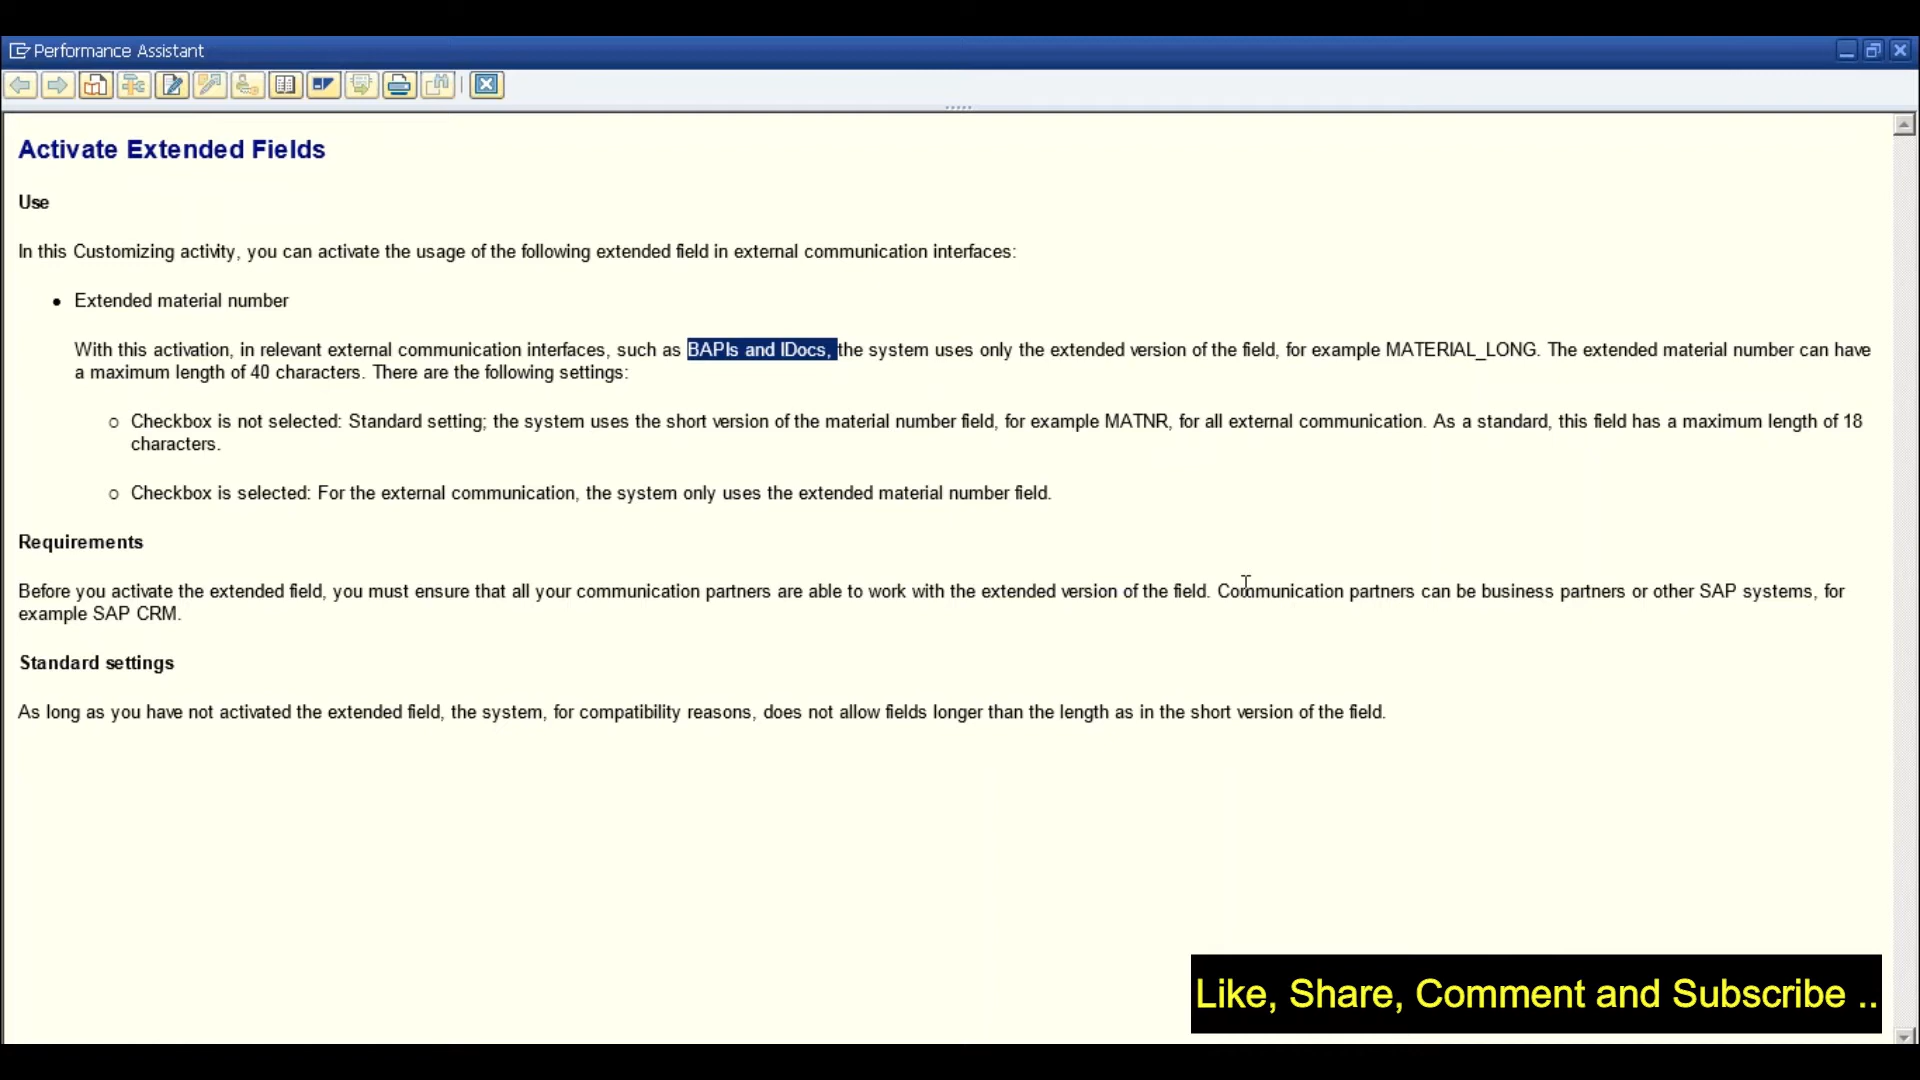 Performance Assistant
Activate Extended Fields
Use
In this Customizing activity, you can activate the usage of the following extended field in external communication interfaces:
• Extended material number
With this activation, in relevant external communication interfaces, such as BAPIs and IDocs, the system uses only the extended version of the field, for example MATERIAL_LONG. The extended material number can have
a maximum length of 40 characters. There are the following settings:
o Checkbox is not selected: Standard setting; the system uses the short version of the material number field, for example MATNR, for all external communication. As a standard, this field has a maximum length of 18
characters.
o Checkbox is selected: For the external communication, the system only uses the extended material number field.
Requirements
Before you activate the extended field, you must ensure that all your communication partners are able to work with the extended version of the field. Communication partners can be business partners or other SAP systems, for
example SAP CRM.
Standard settings
As long as you have not activated the extended field, the system, for compatibility reasons, does not allow fields longer than the length as in the short version of the field.
Like, Share, Comment and Subscribe ..